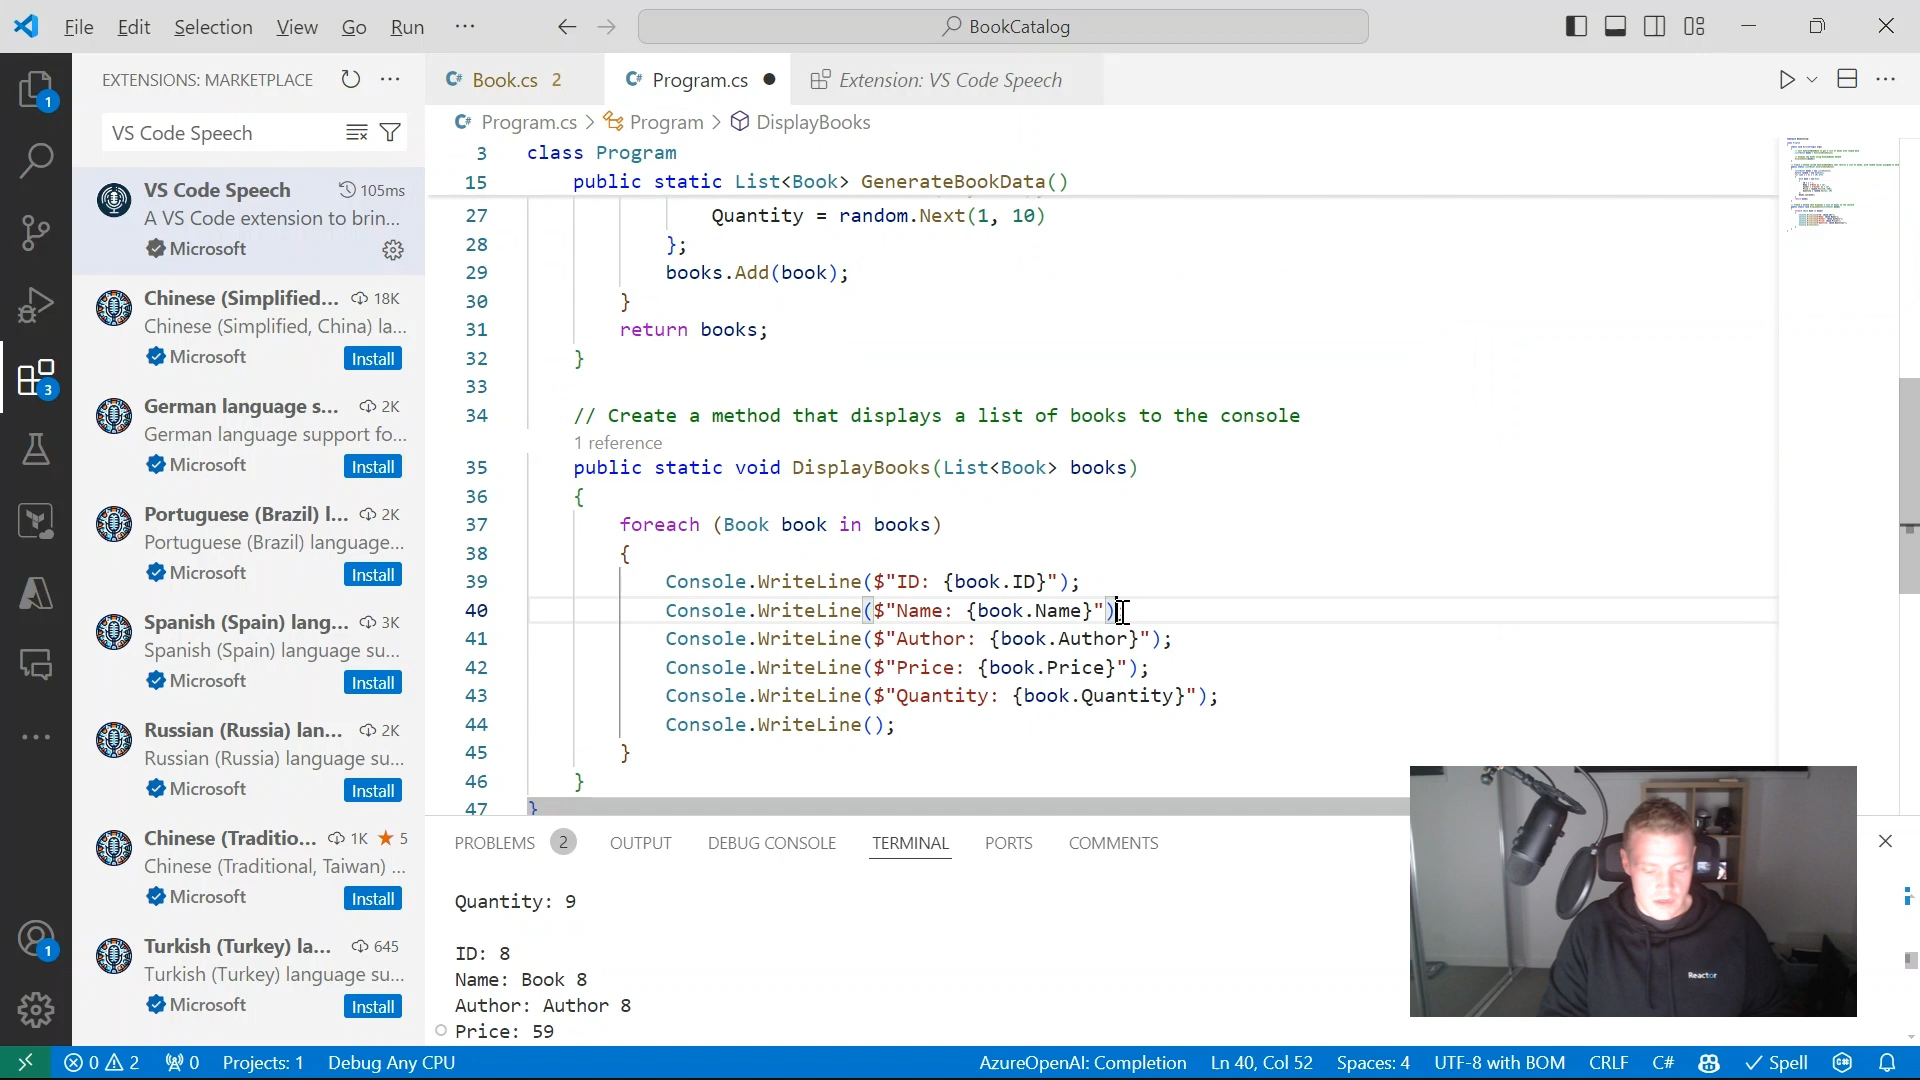 File Edit Selection View Go Run ···
BookCatalog
EXTENSIONS: MARKETPLACE
VS Code Speech
VS Code Speech 105ms
A VS Code extension to brin...
Microsoft
Chinese (Simplified... 18K
Chinese (Simplified, China) la...
Microsoft Install
German language s... 2K
German language support fo...
Microsoft Install
Portuguese (Brazil) l... 2K
Portuguese (Brazil) language...
Microsoft Install
Spanish (Spain) lang... 3K
Spanish (Spain) language su...
Microsoft Install
Russian (Russia) lan... 2K
Russian (Russia) language su...
Microsoft Install
Chinese (Traditio... 1K ★ 5
Chinese (Traditional, Taiwan) ...
Microsoft Install
Turkish (Turkey) la... 645
Turkish (Turkey) language su...
Microsoft Install
1
3
1
C# Book.cs 2
C# Program.cs ●
Extension: VS Code Speech
C# Program.cs > Program > DisplayBooks
3 class Program
15 public static List<Book> GenerateBookData()
27 Quantity = random.Next(1, 10)
28 };
29 books.Add(book);
30 }
31 return books;
32 }
33
34 // Create a method that displays a list of books to the console
1 reference
35 public static void DisplayBooks(List<Book> books)
36 {
37 foreach (Book book in books)
38 {
39 Console.WriteLine($"ID: {book.ID}");
40 Console.WriteLine($"Name: {book.Name}")
41 Console.WriteLine($"Author: {book.Author}");
42 Console.WriteLine($"Price: {book.Price}");
43 Console.WriteLine($"Quantity: {book.Quantity}");
44 Console.WriteLine();
45 }
46 }
47 }
PROBLEMS 2 OUTPUT DEBUG CONSOLE TERMINAL PORTS COMMENTS
Quantity: 9
ID: 8
Name: Book 8
Author: Author 8
Price: 59
Reactor
0 2 0 Projects: 1 Debug Any CPU
AzureOpenAI: Completion Ln 40, Col 52 Spaces: 4 UTF-8 with BOM CRLF C# Spell